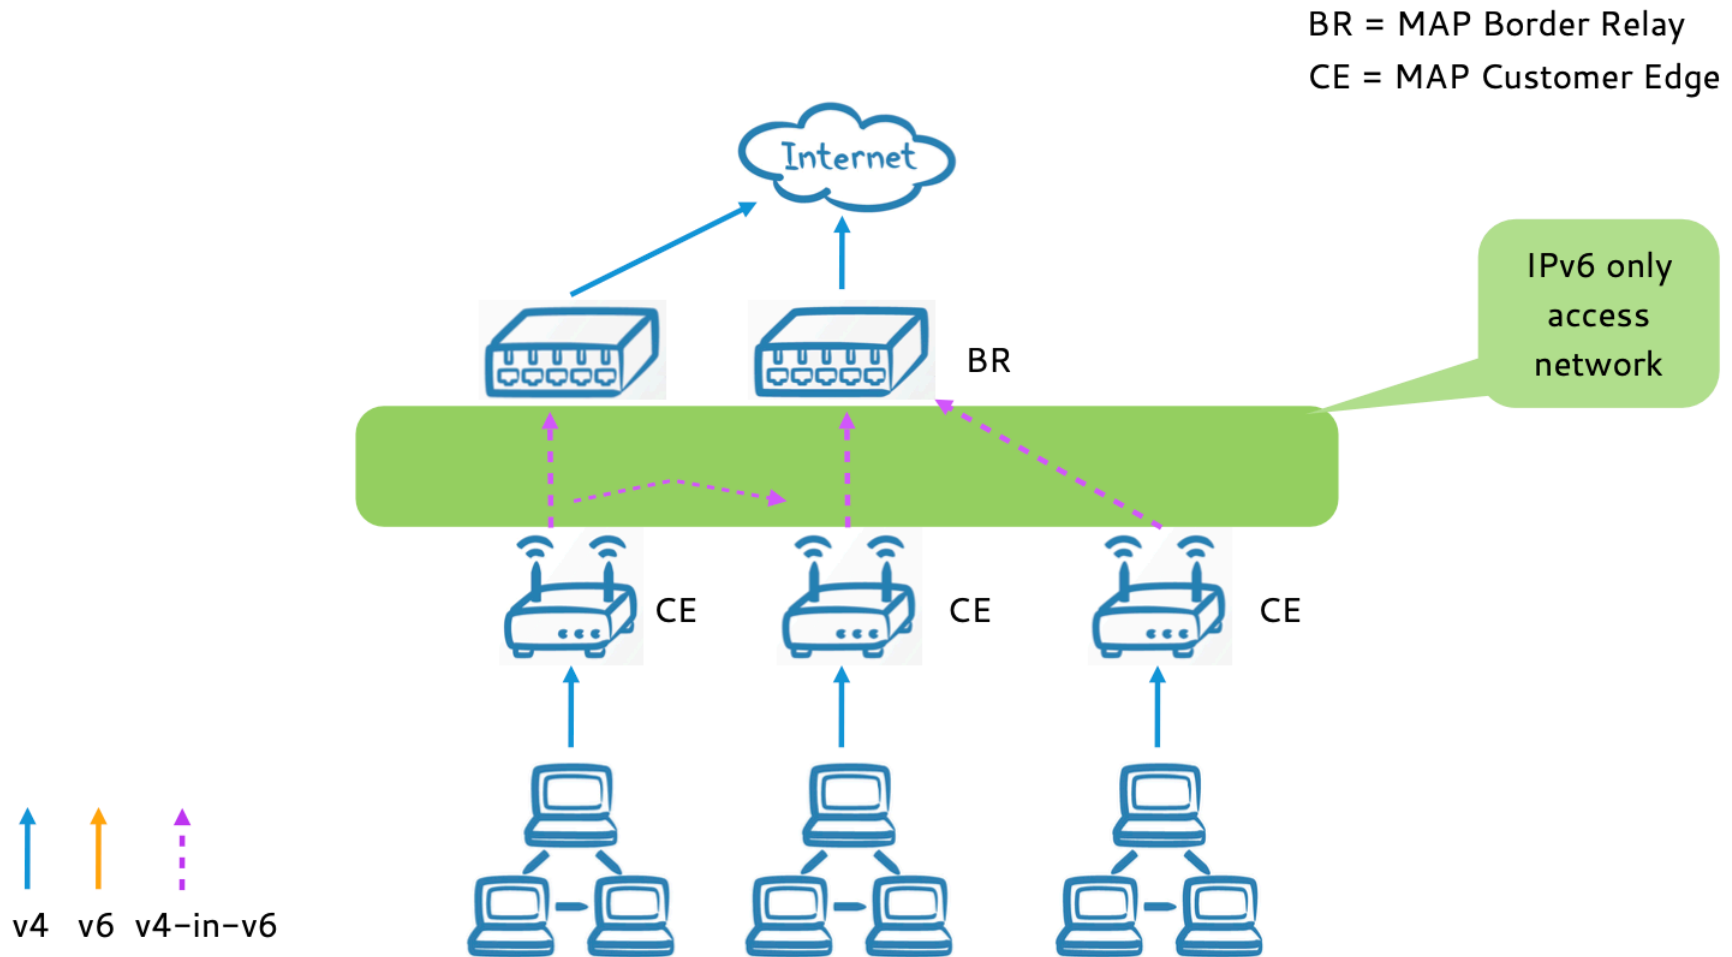 BR = MAP Border Relay
CE = MAP Customer Edge
Internet
IPv6 only
access
network
BR
CE
CE
CE
v4
v6
v4-in-v6